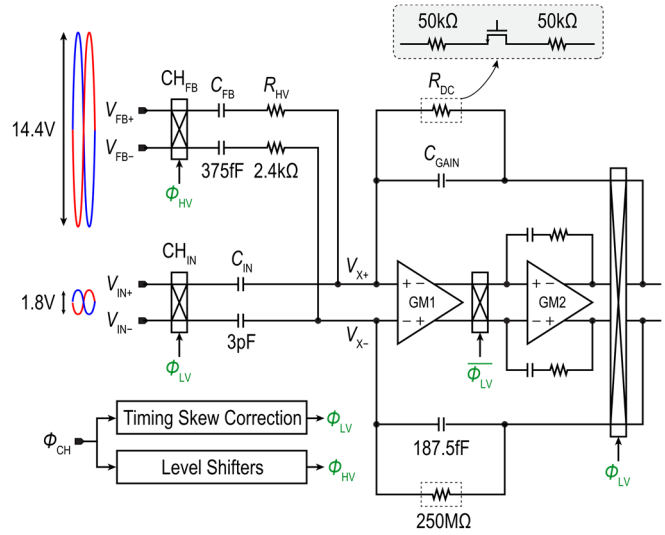 50kΩ 50kΩ
R_DC
CH_FB C_FB R_HV
V_FB+
14.4V
V_FB−
375fF 2.4kΩ
Φ_HV
C_GAIN
CH_IN C_IN
V_X+
V_IN+
1.8V
V_IN−
+ − GM1 − +
+ − GM2 − +
V_X−
3pF
Φ_LV
Φ_LV̅
Timing Skew Correction Φ_LV
Φ_CH
Level Shifters Φ_HV
187.5fF
Φ_LV
250MΩ